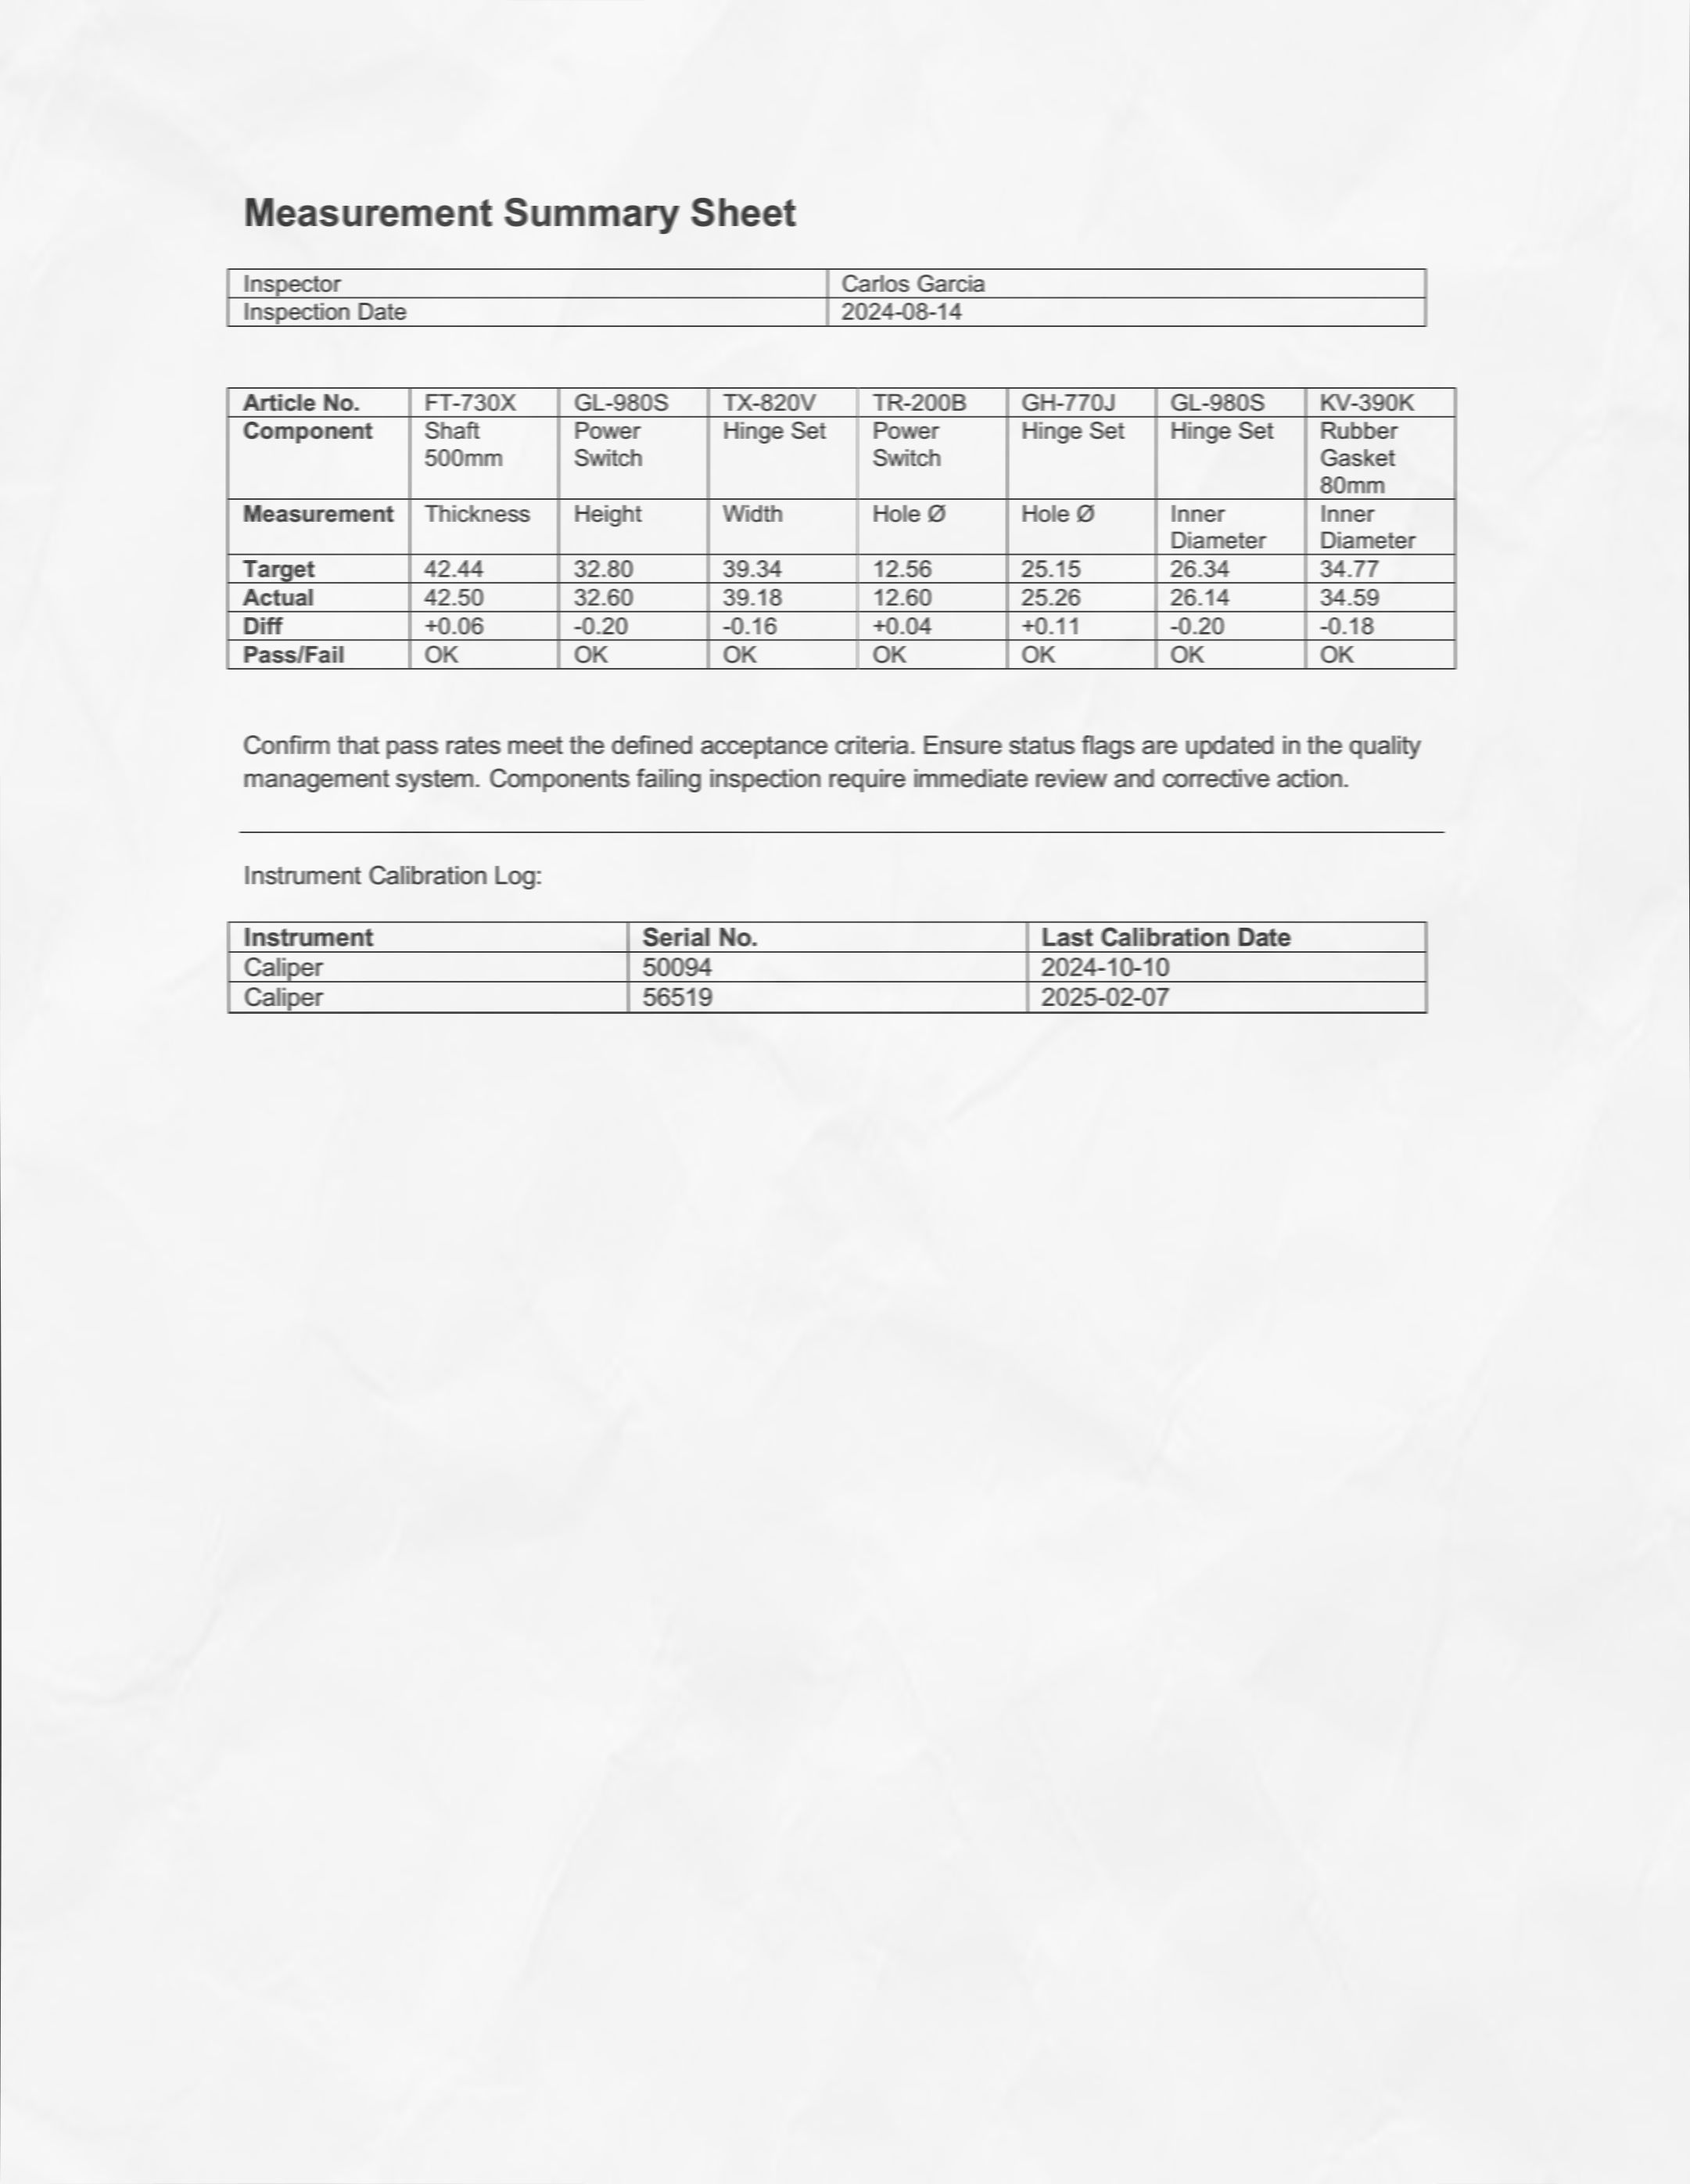 Measurement Summary Sheet
Inspector Carlos Garcia
Inspection Date 2024-08-14
Article No. FT-730X GL-980S TX-820V TR-200B GH-770J GL-980S KV-390K
Component Shaft Power Hinge Set Power Hinge Set Hinge Set Rubber
500mm Switch Switch Gasket
80mm
Measurement Thickness Height Width Hole Ø Hole Ø Inner Inner
Diameter Diameter
Target 42.44 32.80 39.34 12.56 25.15 26.34 34.77
Actual 42.50 32.60 39.18 12.60 25.26 26.14 34.59
Diff +0.06 -0.20 -0.16 +0.04 +0.11 -0.20 -0.18
Pass/Fail OK OK OK OK OK OK OK
Confirm that pass rates meet the defined acceptance criteria. Ensure status flags are updated in the quality
management system. Components failing inspection require immediate review and corrective action.
Instrument Calibration Log:
Instrument Serial No. Last Calibration Date
Caliper 50094 2024-10-10
Caliper 56519 2025-02-07